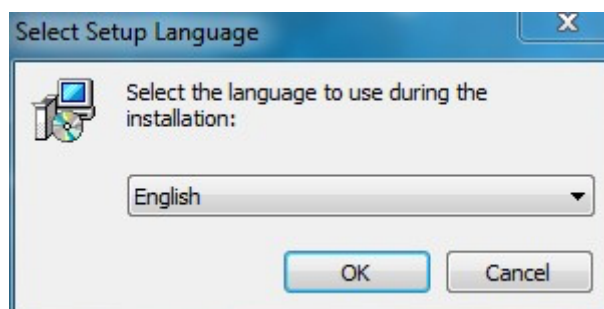 Select Setup Language
Select the language to use during the
installation:
English
OK
Cancel